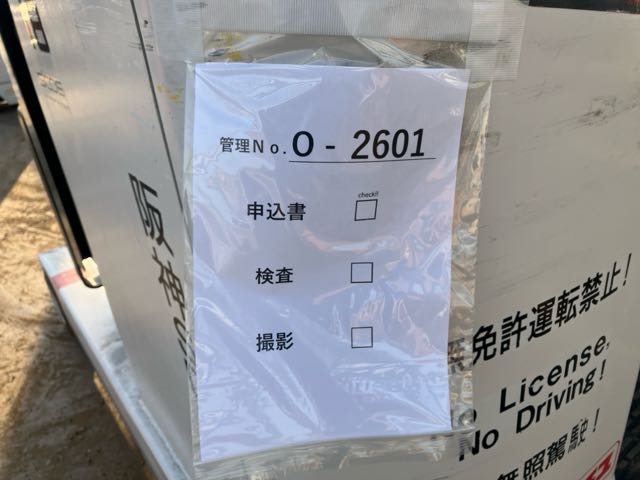 管理No. O - 2601
check!!
申込書 □
検査 □
撮影 □
阪神
免許運転禁止!
License,
No Driving!
無照駕駛!